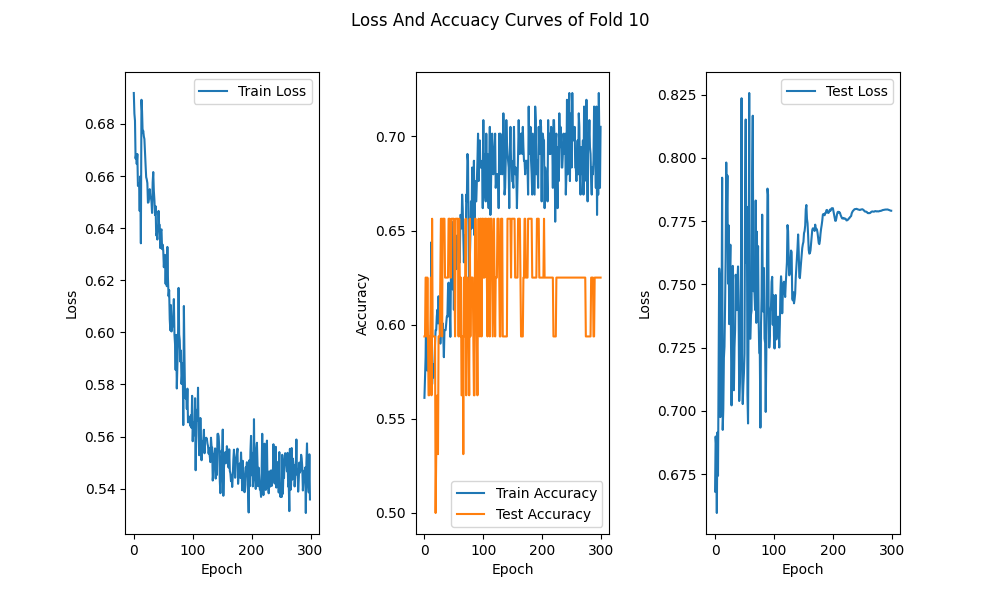 Loss And Accuacy Curves of Fold 10
Train Loss
0.68
0.66
0.64
0.62
0.60
0.58
0.56
0.54
Loss
0
100
200
300
Epoch
0.70
0.65
0.60
0.55
0.50
Accuracy
Train Accuracy
Test Accuracy
0
100
200
300
Epoch
Test Loss
0.825
0.800
0.775
0.750
0.725
0.700
0.675
Loss
0
100
200
300
Epoch